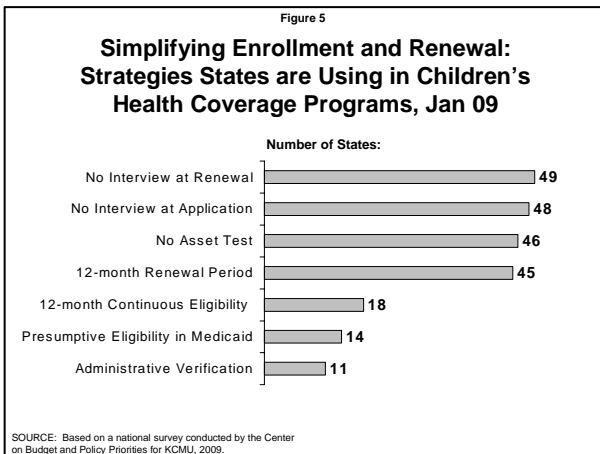 Figure 5
Simplifying Enrollment and Renewal:
Strategies States are Using in Children's
Health Coverage Programs, Jan 09
Number of States:
No Interview at Renewal 49
No Interview at Application 48
No Asset Test 46
12-month Renewal Period 45
12-month Continuous Eligibility 18
Presumptive Eligibility in Medicaid 14
Administrative Verification 11
SOURCE: Based on a national survey conducted by the Center
on Budget and Policy Priorities for KCMU, 2009.